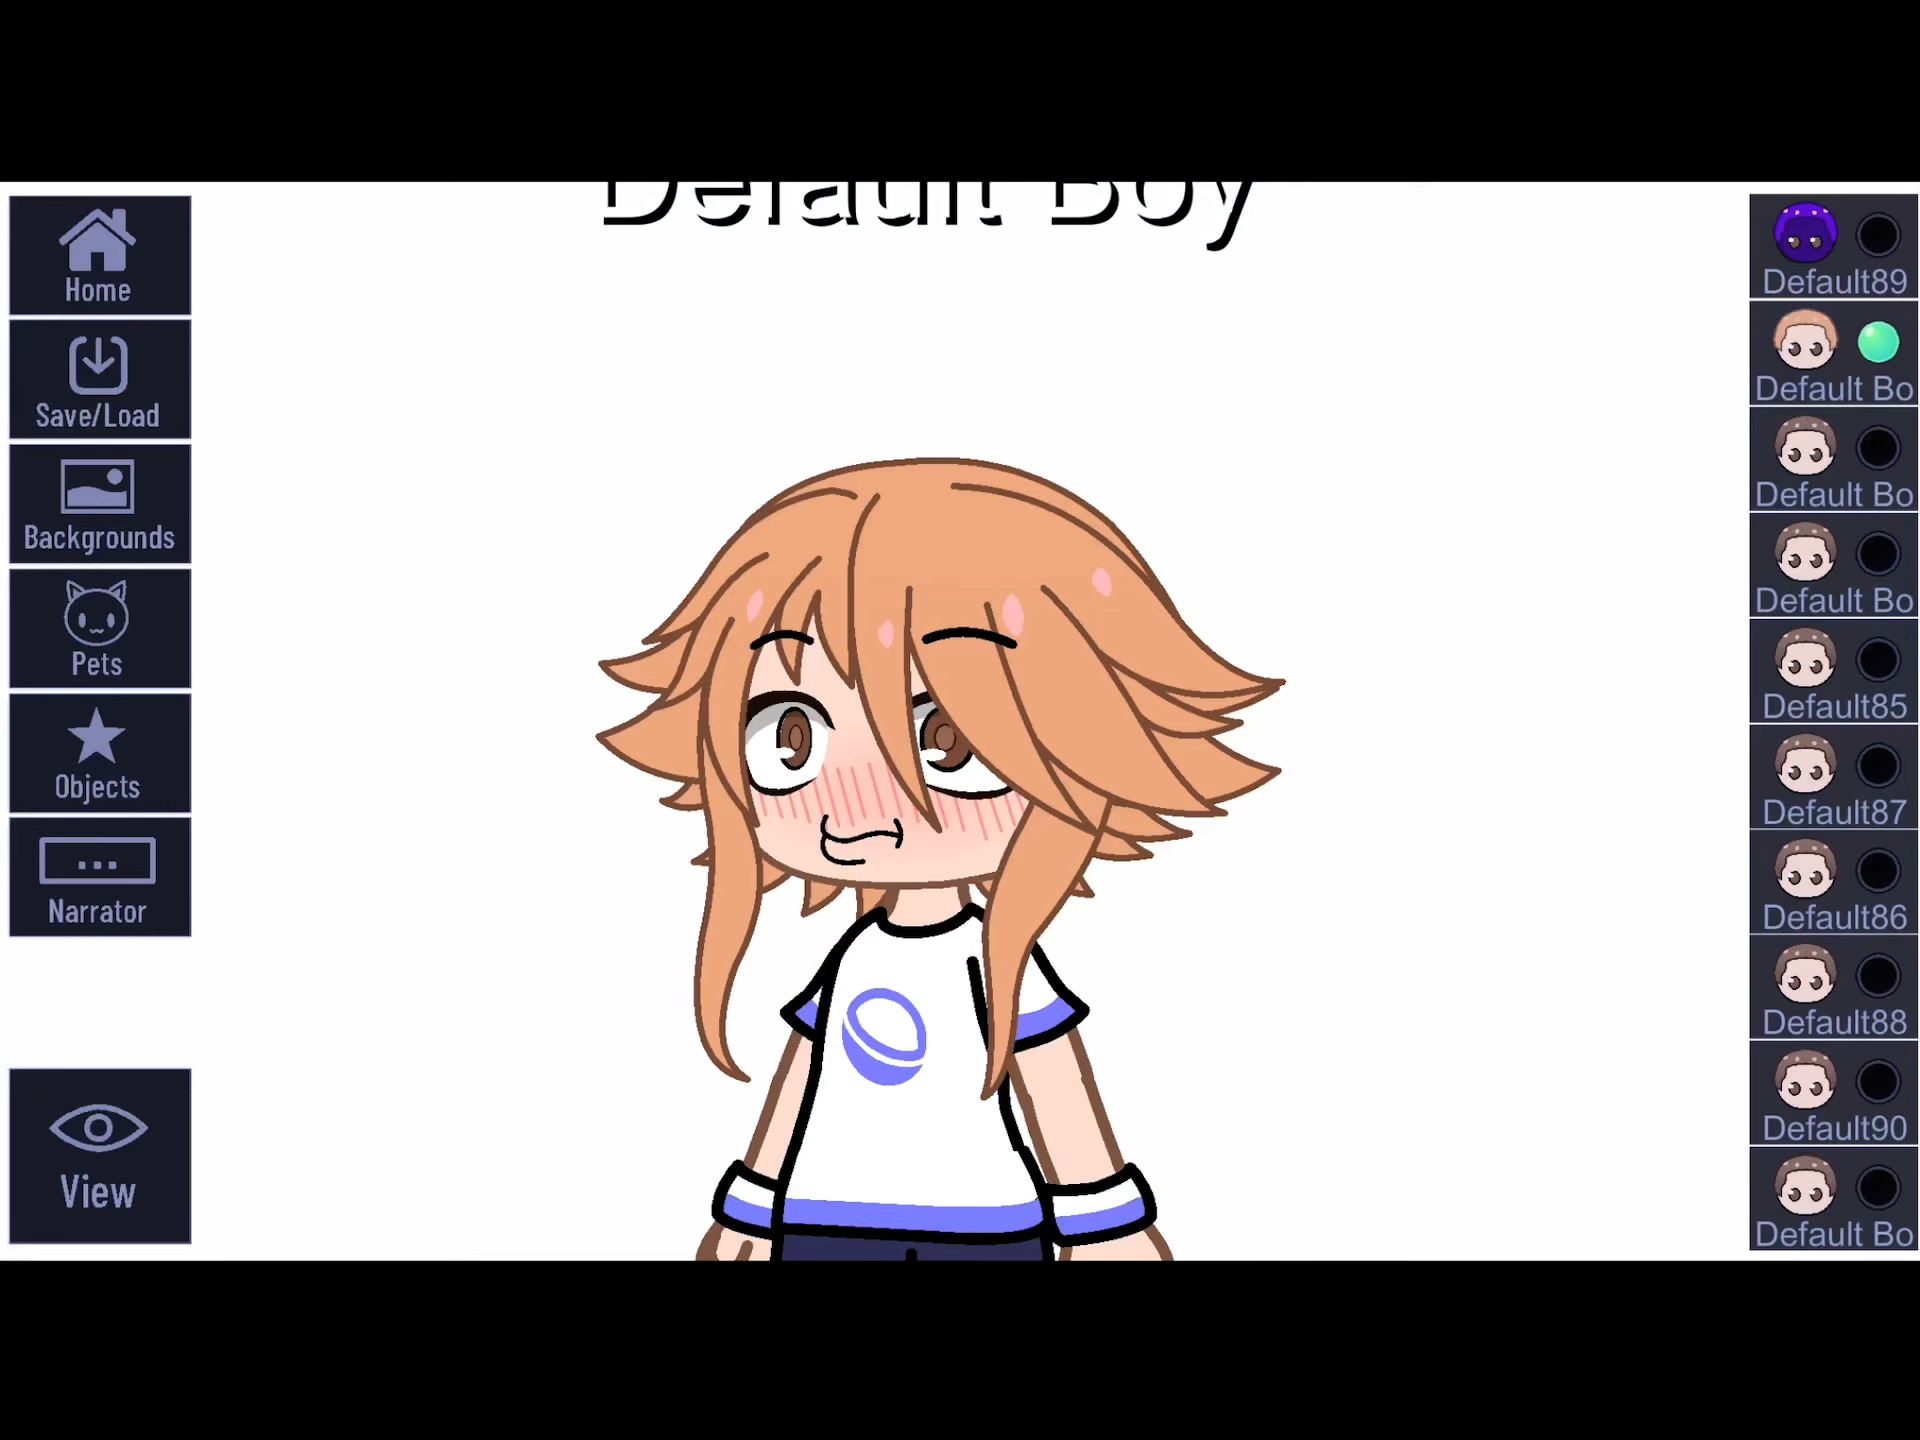 Default Boy
Home
Save/Load
Backgrounds
Pets
Objects
Narrator
View
Default89
Default Bo
Default Bo
Default Bo
Default85
Default87
Default86
Default88
Default90
Default Bo